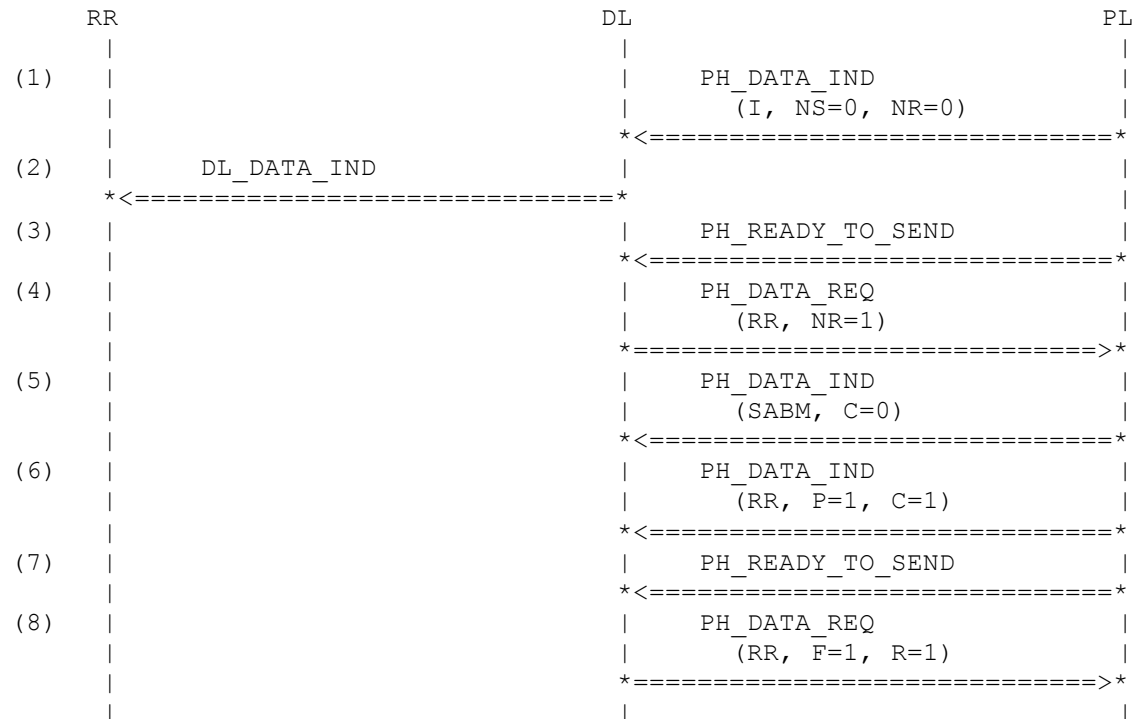 RR DL PL
(1) PH_DATA_IND
(I, NS=0, NR=0)
(2) DL_DATA_IND
(3) PH_READY_TO_SEND
(4) PH_DATA_REQ
(RR, NR=1)
(5) PH_DATA_IND
(SABM, C=0)
(6) PH_DATA_IND
(RR, P=1, C=1)
(7) PH_READY_TO_SEND
(8) PH_DATA_REQ
(RR, F=1, R=1)